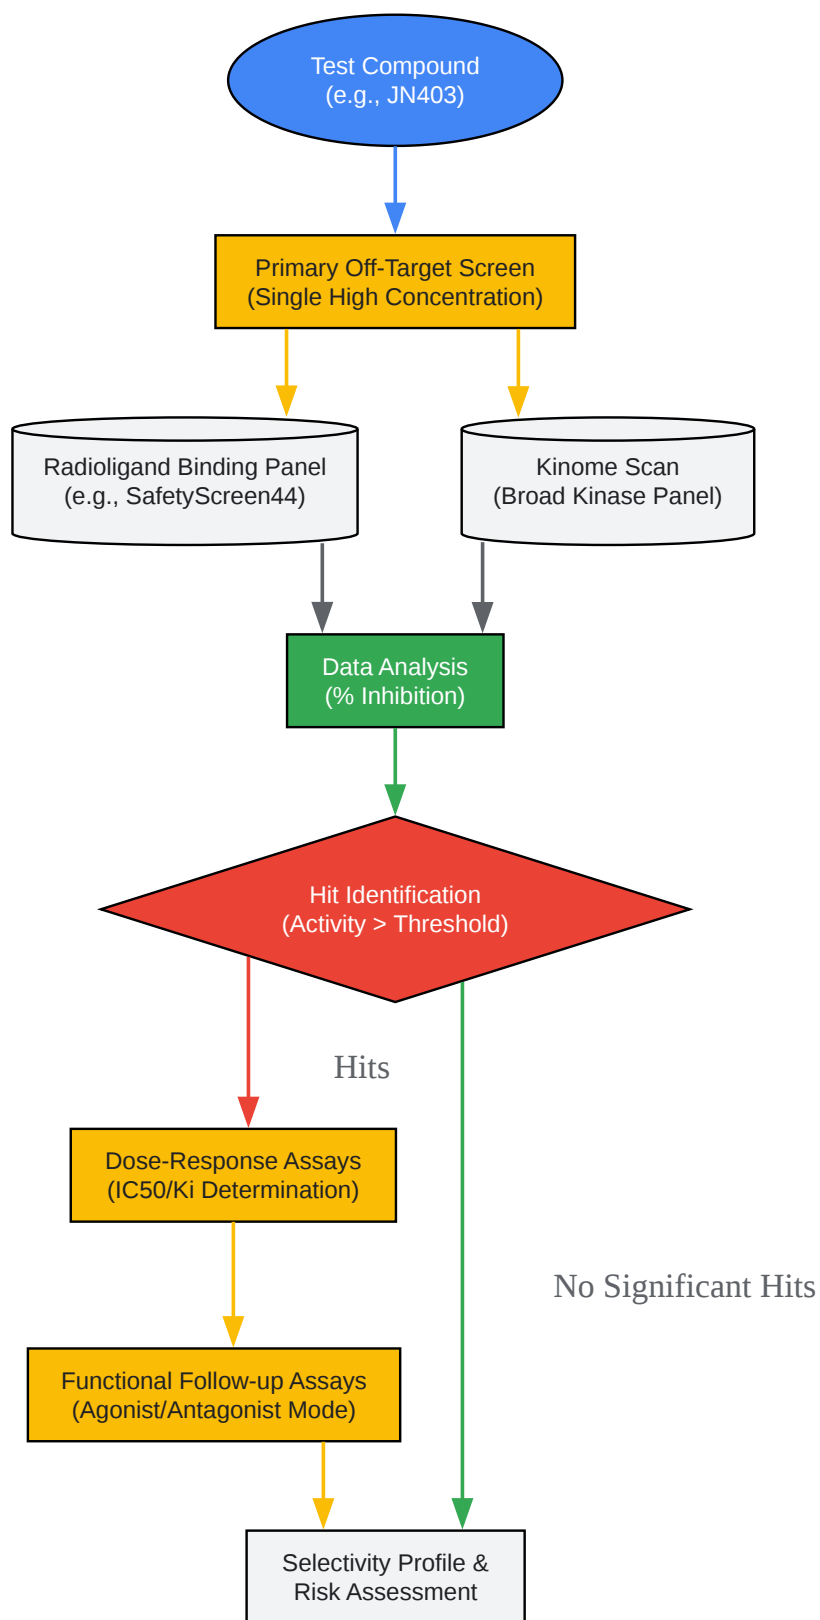 Test Compound
(e.g., JN403)
Primary Off-Target Screen
(Single High Concentration)
Radioligand Binding Panel
(e.g., SafetyScreen44)
Kinome Scan
(Broad Kinase Panel)
Data Analysis
(% Inhibition)
Hit Identification
(Activity > Threshold)
Hits
Dose-Response Assays
(IC50/Ki Determination)
No Significant Hits
Functional Follow-up Assays
(Agonist/Antagonist Mode)
Selectivity Profile &
Risk Assessment